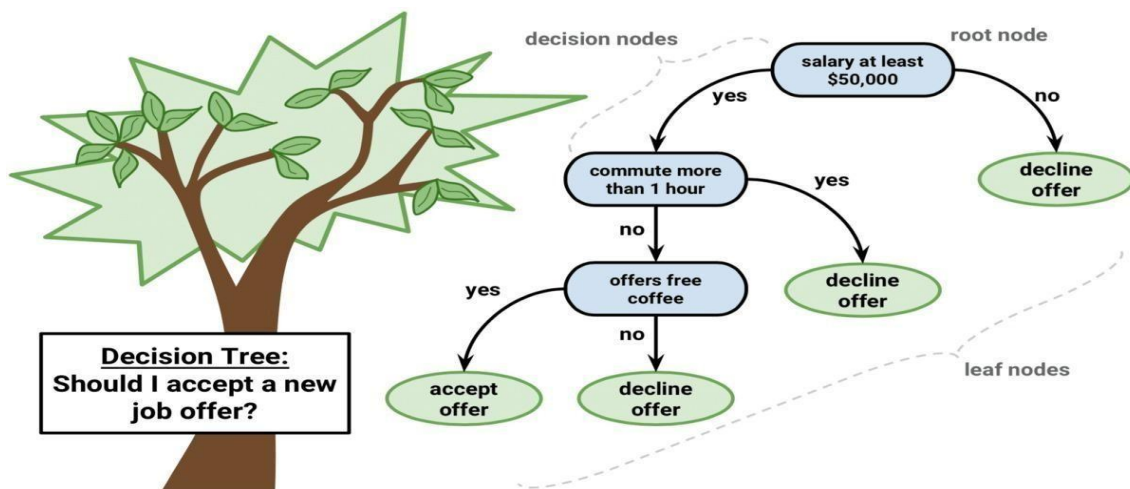 decision nodes
root node
salary at least
$50,000
yes
no
commute more
than 1 hour
yes
decline
offer
no
offers free
coffee
decline
offer
yes
no
Decision Tree:
Should I accept a new
job offer?
accept
offer
decline
offer
leaf nodes